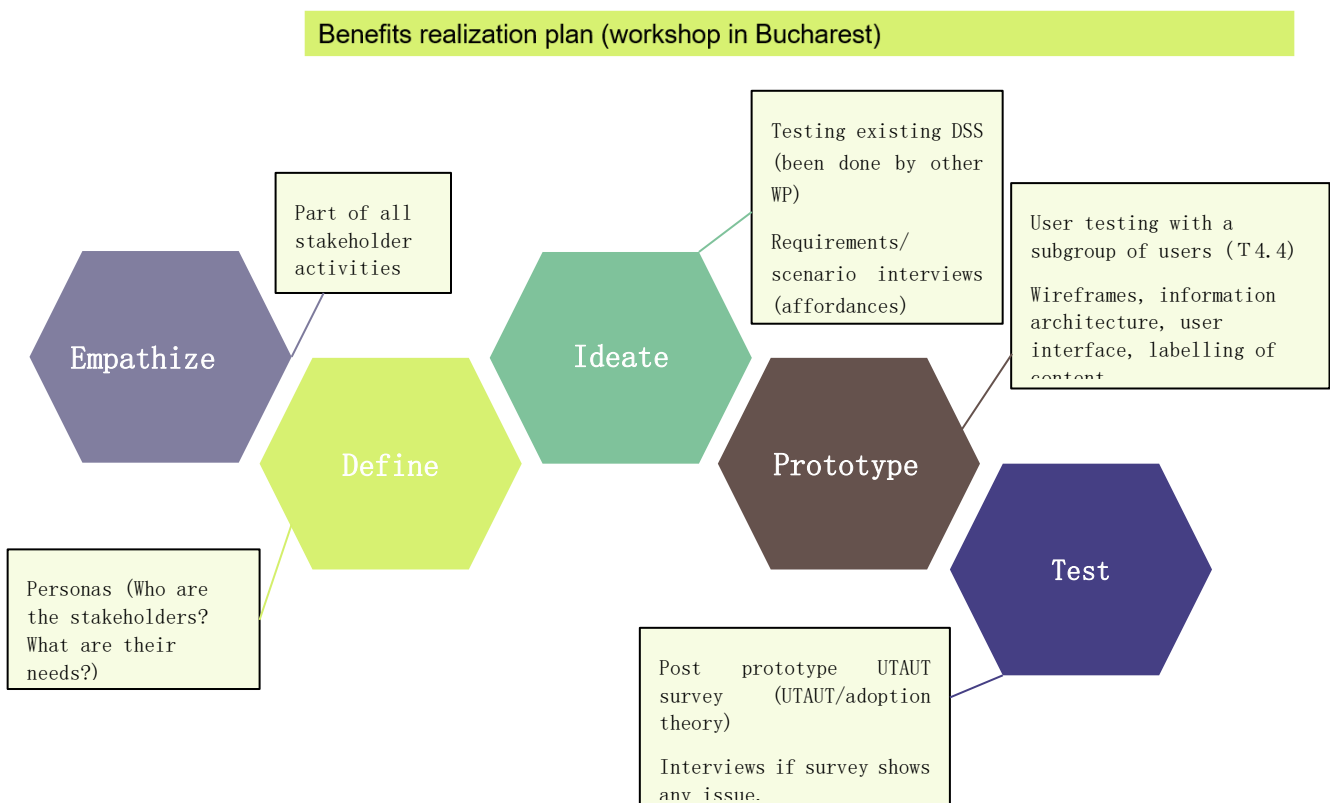 Benefits realization plan (workshop in Bucharest)
Empathize
Part of all
stakeholder
activities
Define
Personas (Who are
the stakeholders?
What are their
needs?)
Ideate
Testing existing DSS
(been done by other
WP)
Requirements/
scenario interviews
(affordances)
Prototype
User testing with a
subgroup of users (T4.4)
Wireframes, information
architecture, user
interface, labelling of
content
Test
Post prototype UTAUT
survey (UTAUT/adoption
theory)
Interviews if survey shows
any issue.